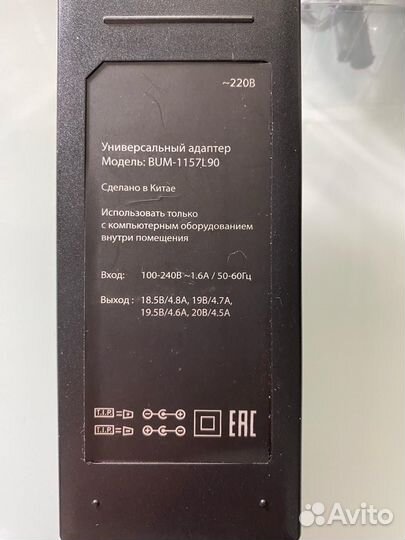 ~220В
Универсальный адаптер
Модель: BUM-1157L90
Сделано в Китае
Использовать только
с компьютерным оборудованием
внутри помещения
Вход: 100-240В ~1.6А / 50-60Гц
Выход : 18.5В/4.8А, 19В/4.7А,
19.5В/4.6А, 20В/4.5А
T.I.P =
T.I.P =
EAC
Avito